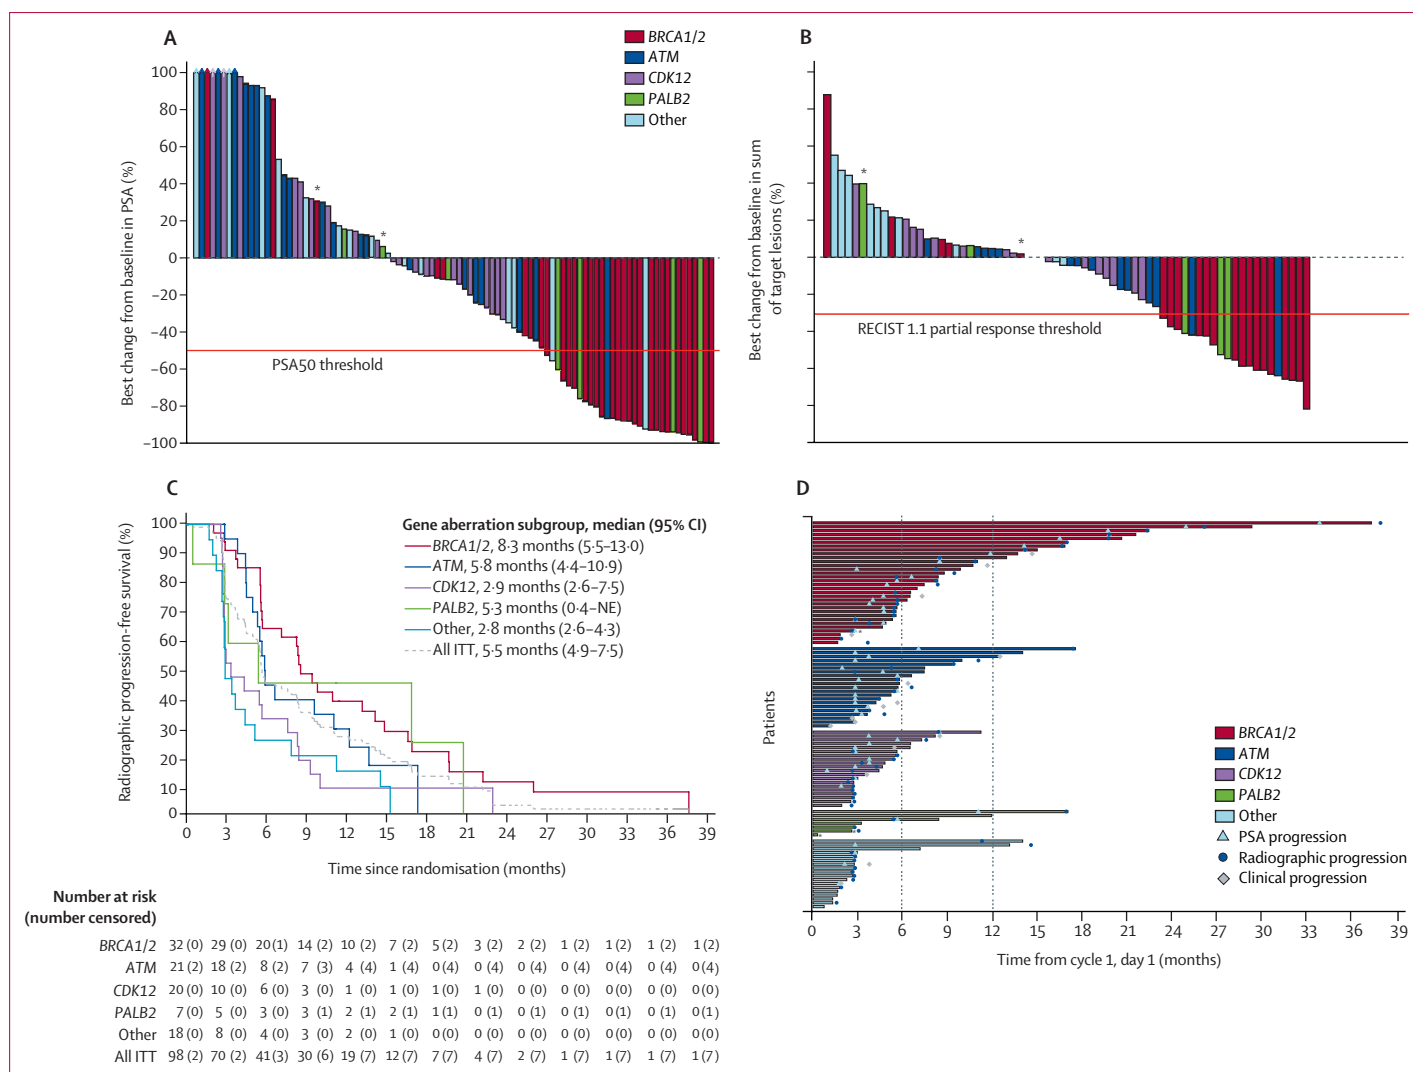 A
BRCA1/2
ATM
CDK12
PALB2
Other
Best change from baseline in PSA (%)
100
80
60
40
20
0
−20
−40
−60
−80
−100
*
*
PSA50 threshold
B
Best change from baseline in sum
of target lesions (%)
*
*
RECIST 1.1 partial response threshold
C
Radiographic progression-free survival (%)
100
90
80
70
60
50
40
30
20
10
0
Gene aberration subgroup, median (95% CI)
BRCA1/2, 8·3 months (5·5–13·0)
ATM, 5·8 months (4·4–10·9)
CDK12, 2·9 months (2·6–7·5)
PALB2, 5·3 months (0·4–NE)
Other, 2·8 months (2·6–4·3)
All ITT, 5·5 months (4·9–7·5)
0 3 6 9 12 15 18 21 24 27 30 33 36 39
Time since randomisation (months)
Number at risk
(number censored)
BRCA1/2 32 (0) 29 (0) 20 (1) 14 (2) 10 (2) 7 (2) 5 (2) 3 (2) 2 (2) 1 (2) 1 (2) 1 (2) 1 (2)
ATM 21 (2) 18 (2) 8 (2) 7 (3) 4 (4) 1 (4) 0 (4) 0 (4) 0 (4) 0 (4) 0 (4) 0 (4) 0 (4)
CDK12 20 (0) 10 (0) 6 (0) 3 (0) 1 (0) 1 (0) 1 (0) 1 (0) 0 (0) 0 (0) 0 (0) 0 (0) 0 (0)
PALB2 7 (0) 5 (0) 3 (0) 3 (1) 2 (1) 2 (1) 1 (1) 0 (1) 0 (1) 0 (1) 0 (1) 0 (1) 0 (1)
Other 18 (0) 8 (0) 4 (0) 3 (0) 2 (0) 1 (0) 0 (0) 0 (0) 0 (0) 0 (0) 0 (0) 0 (0) 0 (0)
All ITT 98 (2) 70 (2) 41 (3) 30 (6) 19 (7) 12 (7) 7 (7) 4 (7) 2 (7) 1 (7) 1 (7) 1 (7) 1 (7)
D
Patients
BRCA1/2
ATM
CDK12
PALB2
Other
PSA progression
Radiographic progression
Clinical progression
0 3 6 9 12 15 18 21 24 27 30 33 36 39
Time from cycle 1, day 1 (months)